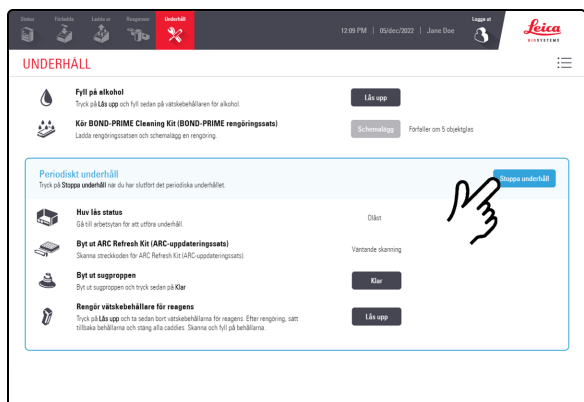 Status Förladda Ladda ur Reagenser Underhåll 12:09 PM | 05/dec/2022 | Jane Doe Logga ut Leica
BIOSYSTEMS
UNDERHÅLL
Fyll på alkohol
Tryck på Lås upp och fyll sedan på vätskebehållaren för alkohol.
Lås upp
Kör BOND-PRIME Cleaning Kit (BOND-PRIME rengöringssats)
Ladda rengöringssatsen och schemalägg en rengöring.
Schemalägg Förfaller om 5 objektglas
Periodiskt underhåll
Tryck på Stoppa underhåll när du har slutfört det periodiska underhållet.
Stoppa underhåll
Huv lås status
Gå till arbetsytan för att utföra underhåll.
Olåst
Byt ut ARC Refresh Kit (ARC-uppdateringssats)
Skanna streckkoden för ARC Refresh Kit (ARC-uppdateringssats).
Väntande skanning
Byt ut sugproppen
Byt ut sugproppen och tryck sedan på Klar
Klar
Rengör vätskebehållare för reagens
Tryck på Lås upp och ta sedan bort vätskebehållarna för reagens. Efter rengöring, sätt
tillbaka behållarna och stäng alla caddies. Skanna och fyll på behållarna.
Lås upp